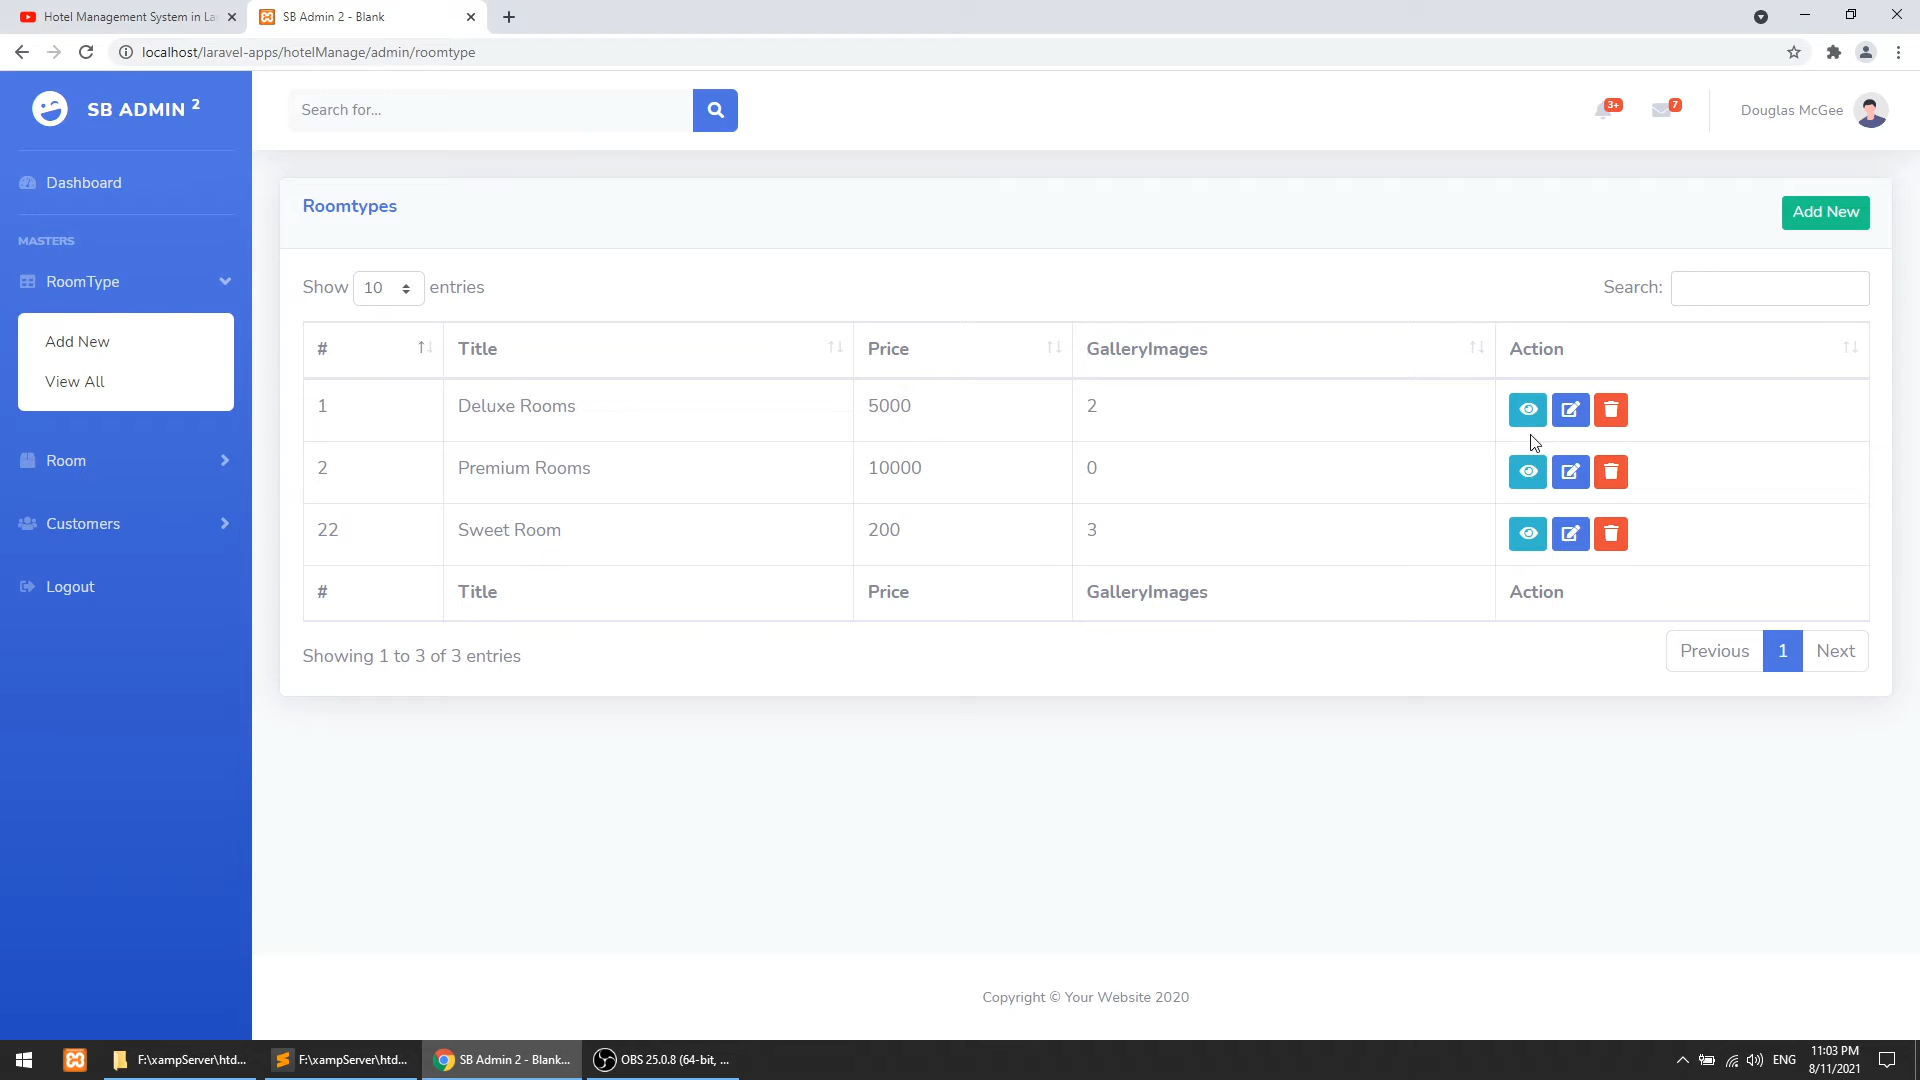 Hotel Management System in La
SB Admin 2 - Blank
localhost/laravel-apps/hotelManage/admin/roomtype
SB ADMIN 2
Search for...
3+
7
Douglas McGee
Dashboard
MASTERS
RoomType
Add New
View All
Room
Customers
Logout
Roomtypes
Add New
Show 10 entries
Search:
# Title Price GalleryImages Action
1 Deluxe Rooms 5000 2
2 Premium Rooms 10000 0
22 Sweet Room 200 3
# Title Price GalleryImages Action
Showing 1 to 3 of 3 entries
Previous 1 Next
Copyright © Your Website 2020
F:\xampServer\htd...
F:\xampServer\htd...
SB Admin 2 - Blank...
OBS 25.0.8 (64-bit, ...
ENG
11:03 PM
8/11/2021